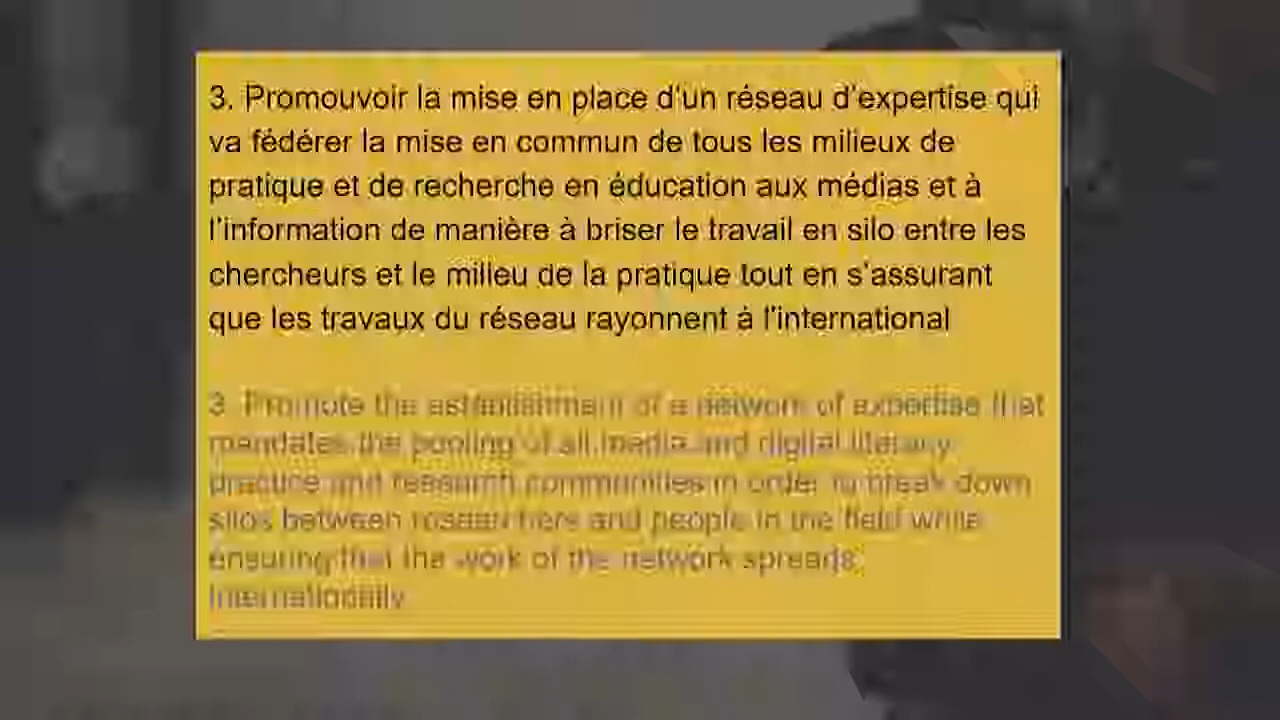 3. Promouvoir la mise en place d'un réseau d'expertise qui
va fédérer la mise en commun de tous les milieux de
pratique et de recherche en éducation aux médias et à
l'information de manière à briser le travail en silo entre les
chercheurs et le milieu de la pratique tout en s'assurant
que les travaux du réseau rayonnent à l'international
3. Promote the establishment of a network of expertise that
mandates the pooling of all media and digital literacy
practice and research communities in order to break down
silos between researchers and people in the field while
ensuring that the work of the network spreads
internationally